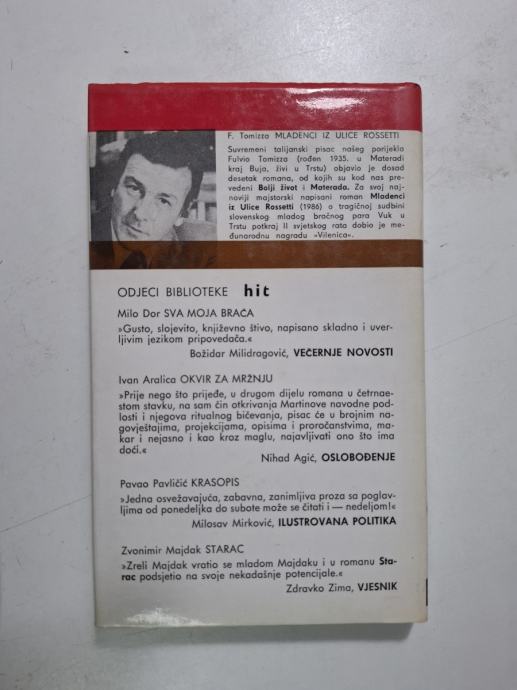 F. Tomizza MLADENCI IZ ULICE ROSSETTI
Suvremeni talijanski pisac našeg porijekla
Fulvio Tomizza (rođen 1935. u Materadi
kraj Buja, živi u Trstu) objavio je dosad
desetak romana, od kojih su kod nas pre-
vedeni Bolji život i Materada. Za svoj naj-
noviji majstorski napisani roman Mladenci
iz Ulice Rossetti (1986) o tragičnoj sudbini
slovenskog mladog bračnog para Vuk u
Trstu potkraj II svjetskog rata dobio je me-
đunarodnu nagradu »Vilenica«.
ODJECI BIBLIOTEKE hit
Milo Dor SVA MOJA BRAĆA
»Gusto, slojevito, književno štivo, napisano skladno i uver-
ljivim jezikom pripovedača.«
Božidar Milidragović, VEČERNJE NOVOSTI
Ivan Aralica OKVIR ZA MRŽNJU
»Prije nego što prijeđe, u drugom dijelu romana u četrnae-
stom stavku, na sam čin otkrivanja Martinove navodne pod-
losti i njegova ritualnog bičevanja, pisac će u brojnim na-
govještajima, projekcijama, opisima i proročanstvima, ma-
kar i nejasno i kao kroz maglu, najavljivati ono što ima
doći.«
Nihad Agić, OSLOBOĐENJE
Pavao Pavličić KRASOPIS
»Jedna osvežavajuća, zabavna, zanimljiva proza sa poglav-
ljima od ponedeljka do subote može se čitati i — nedeljom!«
Milosav Mirković, ILUSTROVANA POLITIKA
Zvonimir Majdak STARAC
»Zreli Majdak vratio se mladom Majdaku i u romanu Sta-
rac podsjetio na svoje nekadašnje potencijale.«
Zdravko Zima, VJESNIK